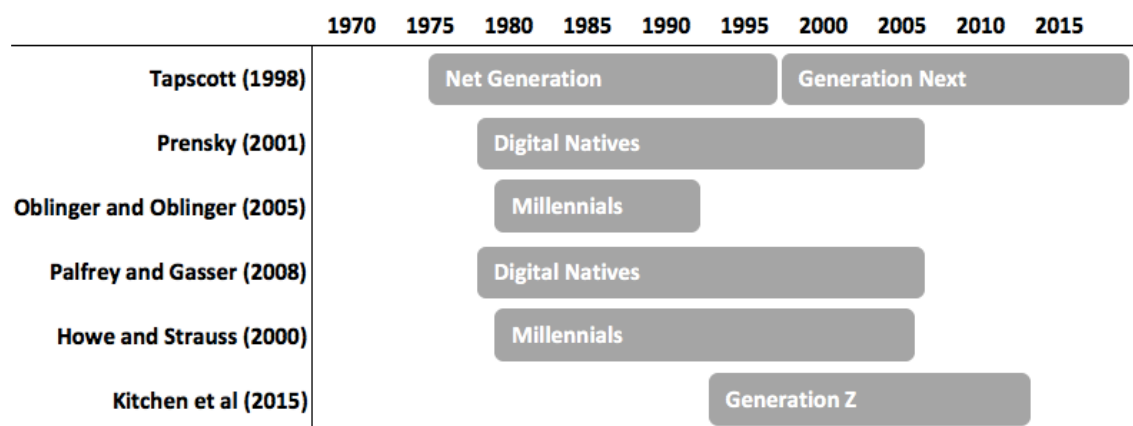 1970 1975 1980 1985 1990 1995 2000 2005 2010 2015
Tapscott (1998) Net Generation Generation Next
Prensky (2001) Digital Natives
Oblinger and Oblinger (2005) Millennials
Palfrey and Gasser (2008) Digital Natives
Howe and Strauss (2000) Millennials
Kitchen et al (2015) Generation Z